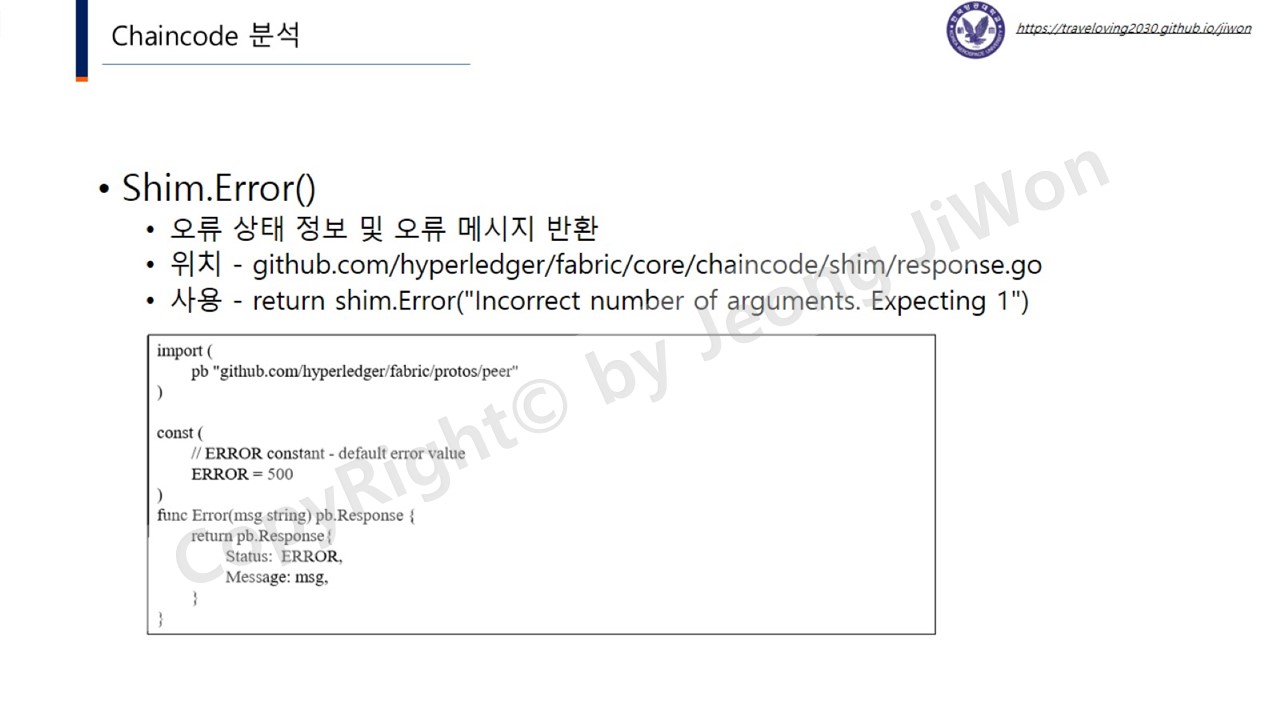 Chaincode 분석
https://traveloving2030.github.io/jiwon
• Shim.Error()
• 오류 상태 정보 및 오류 메시지 반환
• 위치 - github.com/hyperledger/fabric/core/chaincode/shim/response.go
• 사용 - return shim.Error("Incorrect number of arguments. Expecting 1")
import (
pb "github.com/hyperledger/fabric/protos/peer"
)
const (
// ERROR constant - default error value
ERROR = 500
)
func Error(msg string) pb.Response {
return pb.Response{
Status: ERROR,
Message: msg,
}
}
CopyRight© by Jeong JiWon